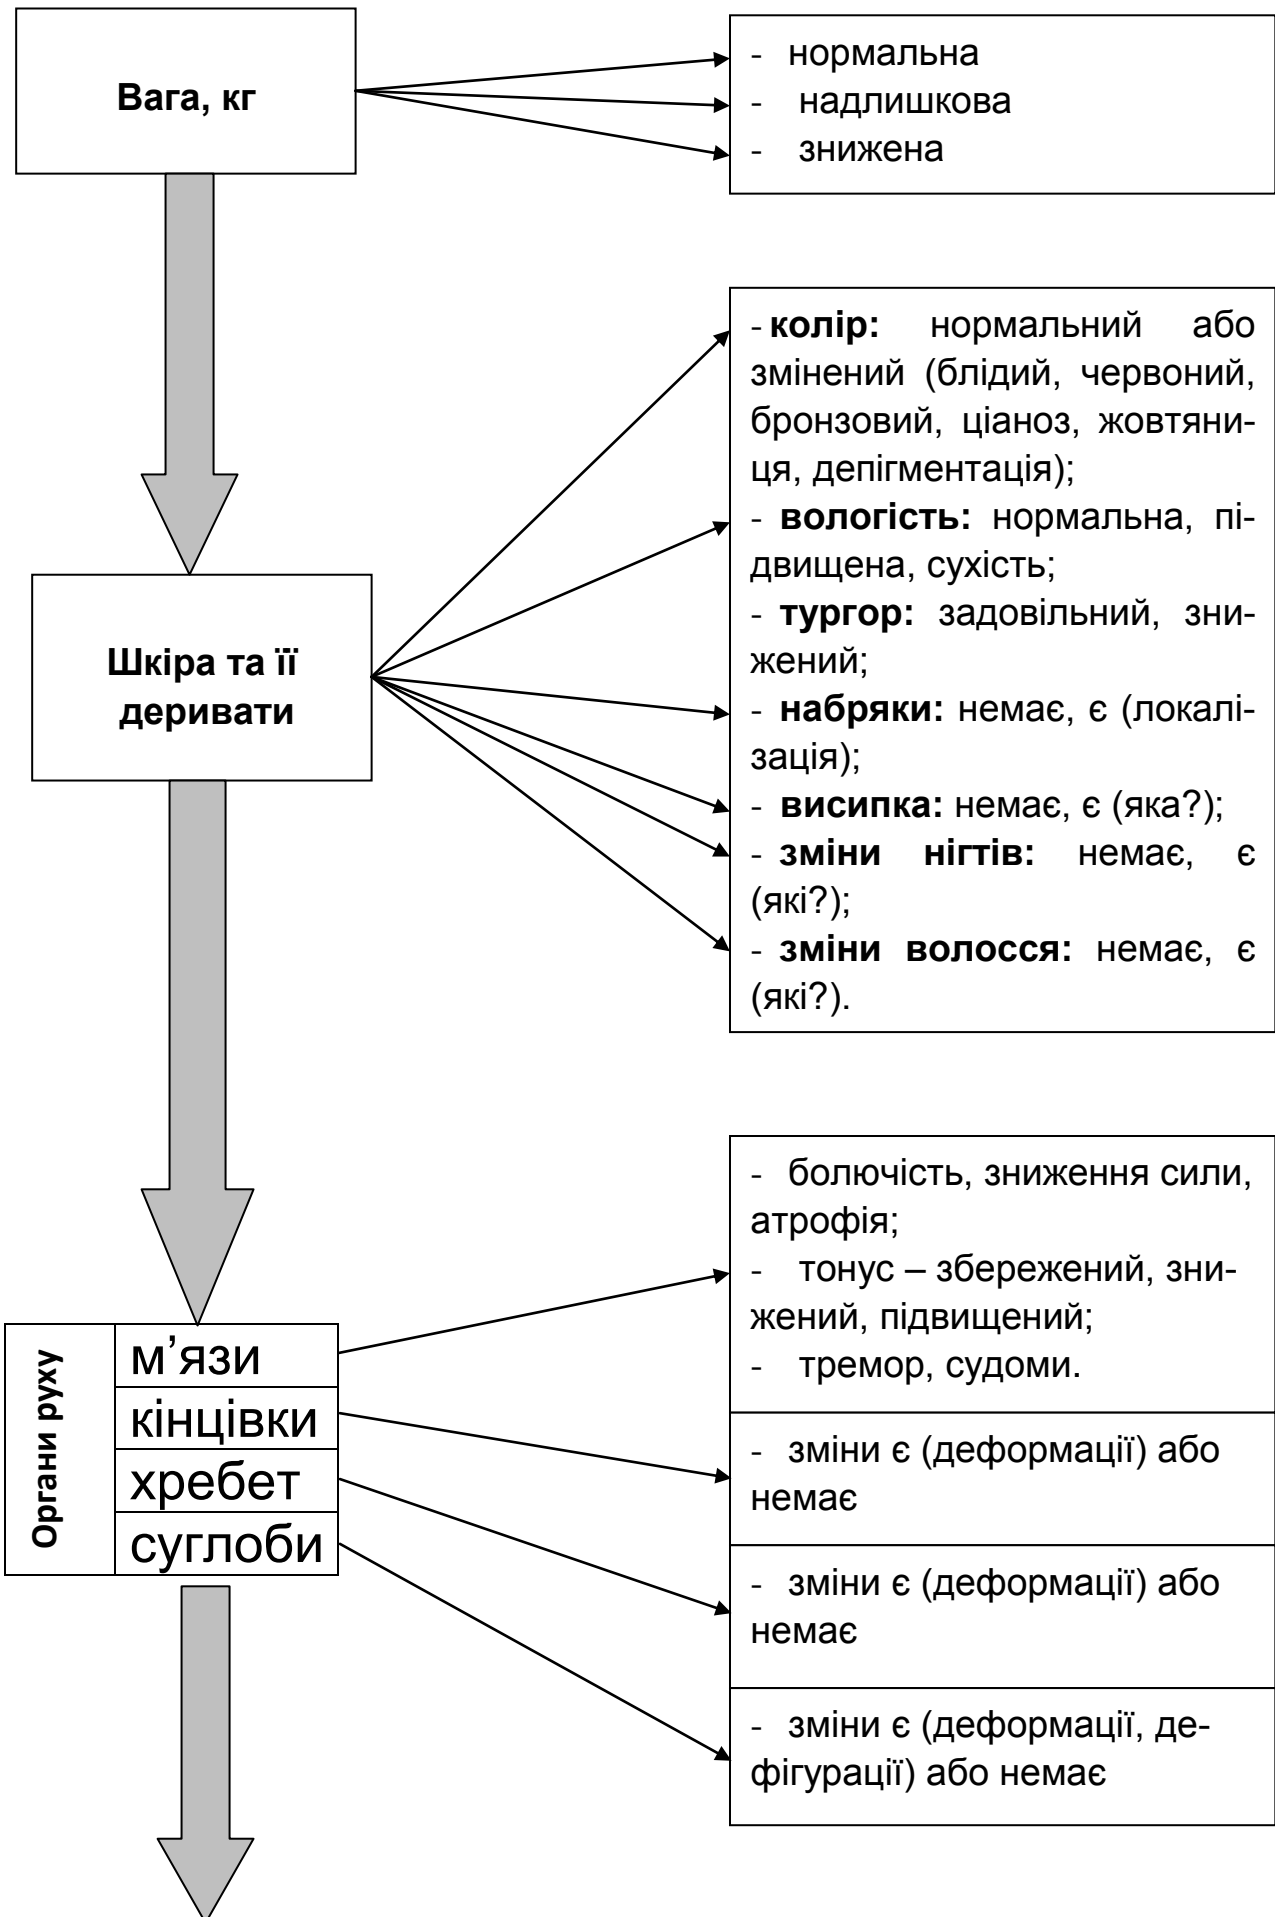 Вага, кг
- нормальна
- надлишкова
- знижена
Шкіра та її
деривати
- колір: нормальний або
змінений (блідий, червоний,
бронзовий, ціаноз, жовтяни-
ця, депігментація);
- вологість: нормальна, пі-
двищена, сухість;
- тургор: задовільний, зни-
жений;
- набряки: немає, є (локалі-
зація);
- висипка: немає, є (яка?);
- зміни нігтів: немає, є
(які?);
- зміни волосся: немає, є
(які?).
Органи руху
м’язи
кінцівки
хребет
суглоби
- болючість, зниження сили,
атрофія;
- тонус – збережений, зни-
жений, підвищений;
- тремор, судоми.
- зміни є (деформації) або
немає
- зміни є (деформації) або
немає
- зміни є (деформації, де-
фігурації) або немає